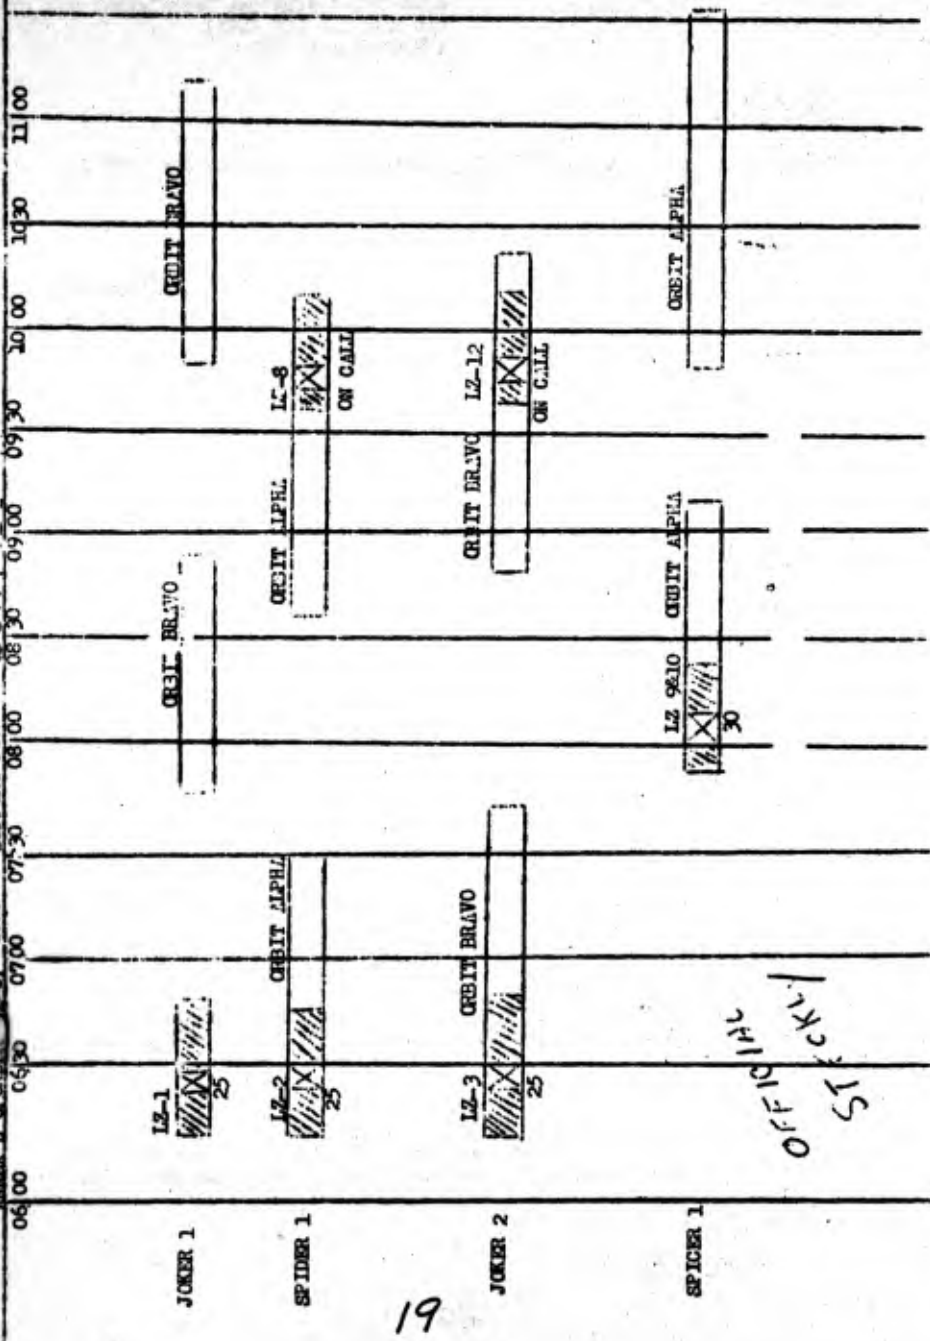 06 00 06 30 07 00 07 30 08 00 08 30 09 00 09 30 10 00 10 30 11 00
JOKER 1
LZ-1
25
ORBIT BRAVO
ORBIT BRAVO
SPIDER 1
LZ-2
25
ORBIT ALPHA
ORBIT ALPHA
LZ-8
ON CALL
JOKER 2
LZ-3
25
ORBIT BRAVO
ORBIT BRAVO
LZ-12
ON CALL
SPICER 1
LZ 9&10
30
ORBIT ALPHA
ORBIT ALPHA
19